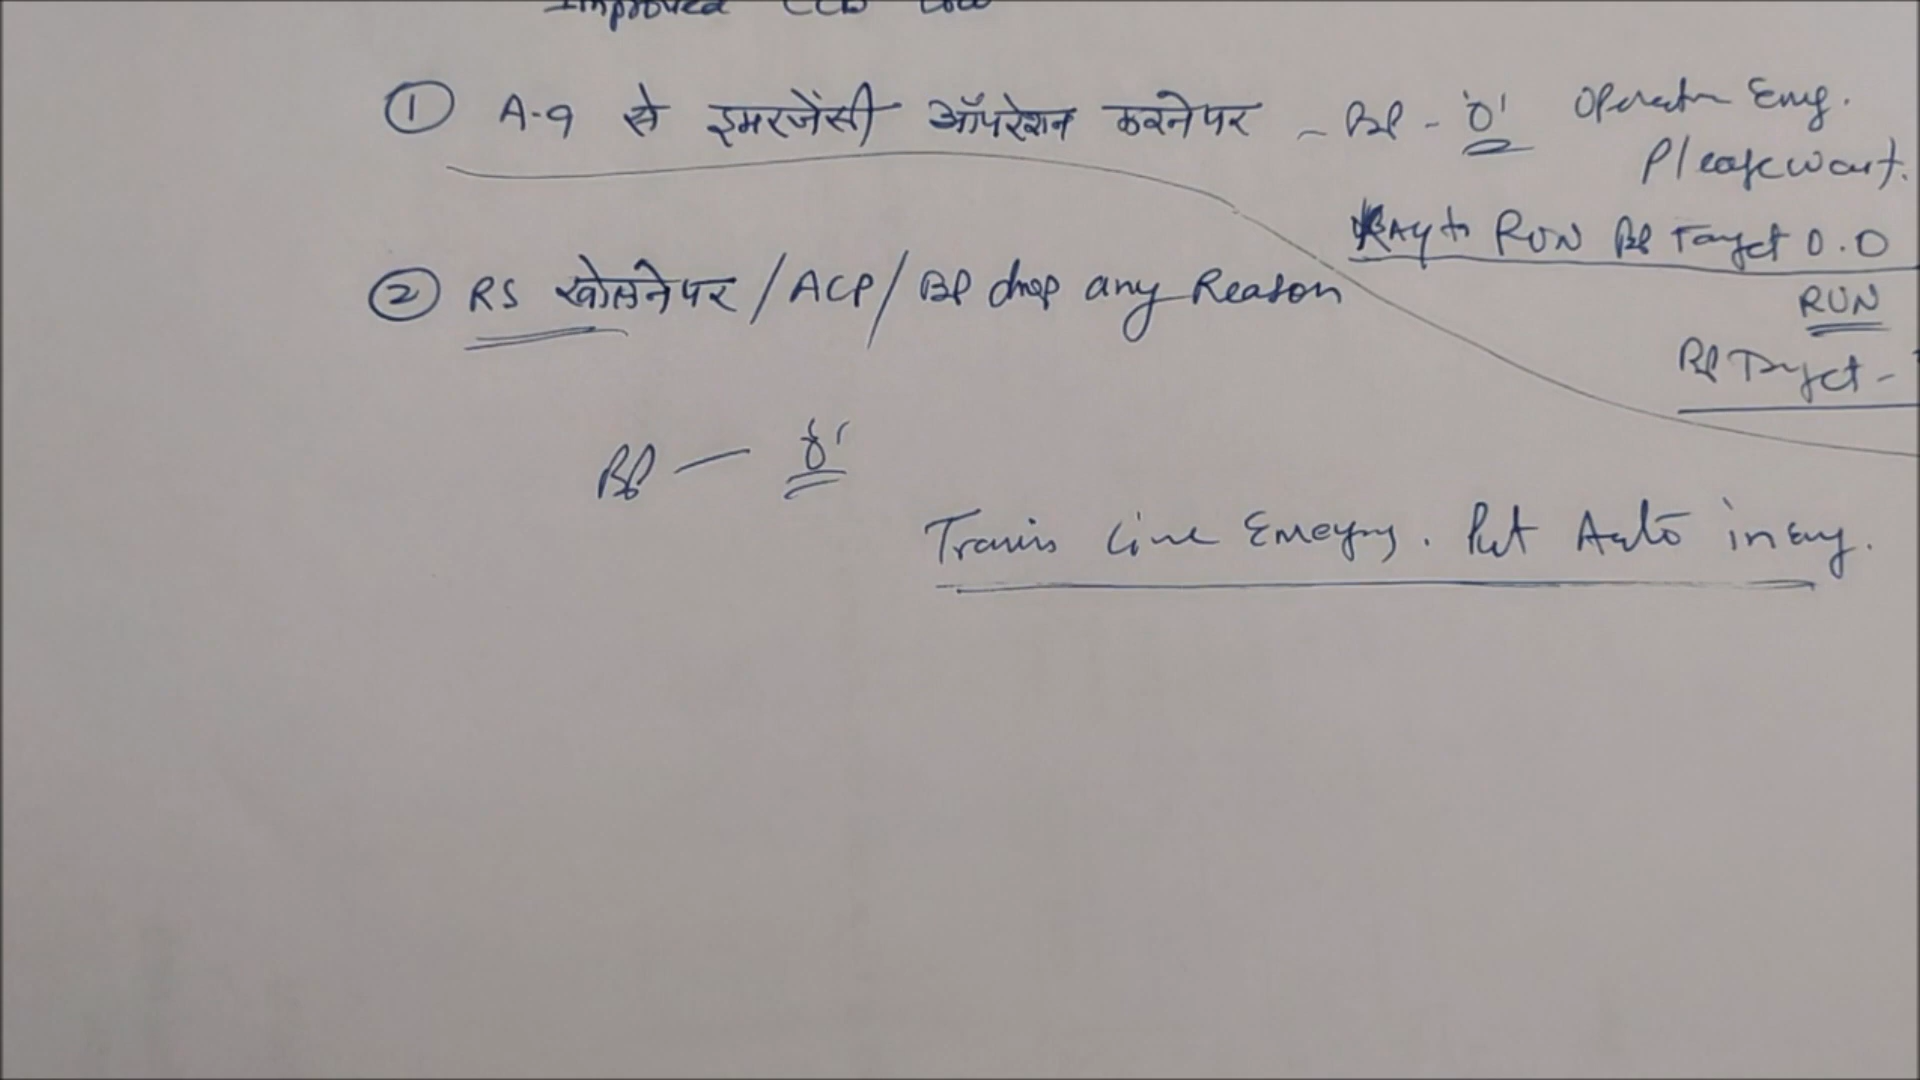 Improved CCB
① A-9 से इमरजेंसी ऑपरेशन करनेपर - BP - '0' Operator Emg.
Please wait.
RUN BP Target 0.0
RUN
BP Target -
② RS खोलनेपर / ACP / BP drop any Reason
BP — '0'
Train line Emergency. Put Auto in emg.